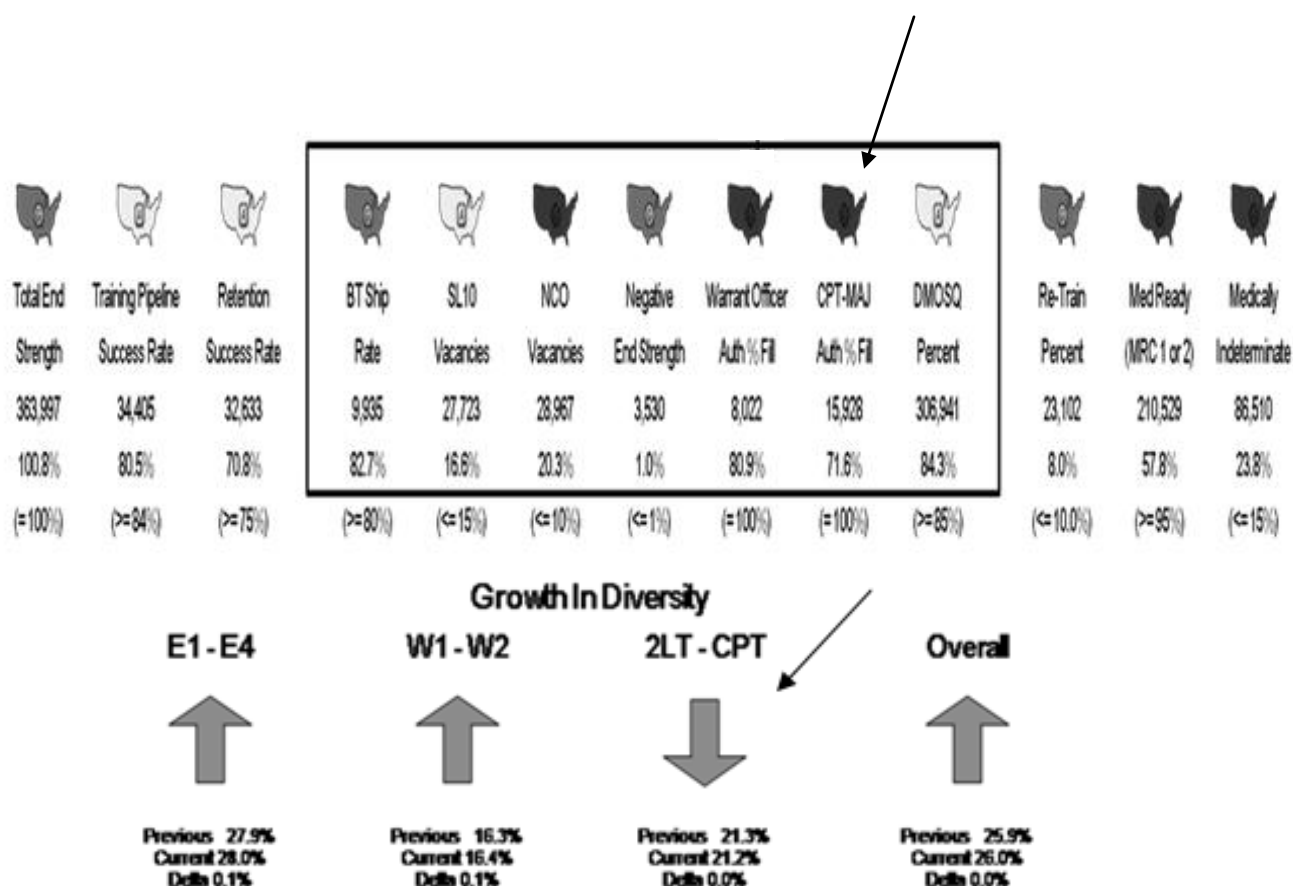 Total End Training Pipeline Retention BT Ship SL10 NCO Negative Warrant Officer CPT-MAJ DMOSQ Re-Train Med Ready Medically
Strength Success Rate Success Rate Rate Vacancies Vacancies End Strength Auth % Fill Auth % Fill Percent Percent (MRC 1 or 2) Indeterminate
363,997 34,405 32,633 9,935 27,723 28,967 3,530 8,022 15,928 306,941 23,102 210,529 86,510
100.8% 80.5% 70.8% 82.7% 16.6% 20.3% 1.0% 80.9% 71.6% 84.3% 8.0% 57.8% 23.8%
(=100%) (>=84%) (>=75%) (>=80%) (<=15%) (<=10%) (<=1%) (=100%) (=100%) (>=85%) (<=10.0%) (>=95%) (<=15%)
Growth In Diversity
E1 - E4 W1 - W2 2LT - CPT Overall
Previous 27.9% Previous 16.3% Previous 21.3% Previous 25.9%
Current 28.0% Current 16.4% Current 21.2% Current 26.0%
Delta 0.1% Delta 0.1% Delta 0.0% Delta 0.0%